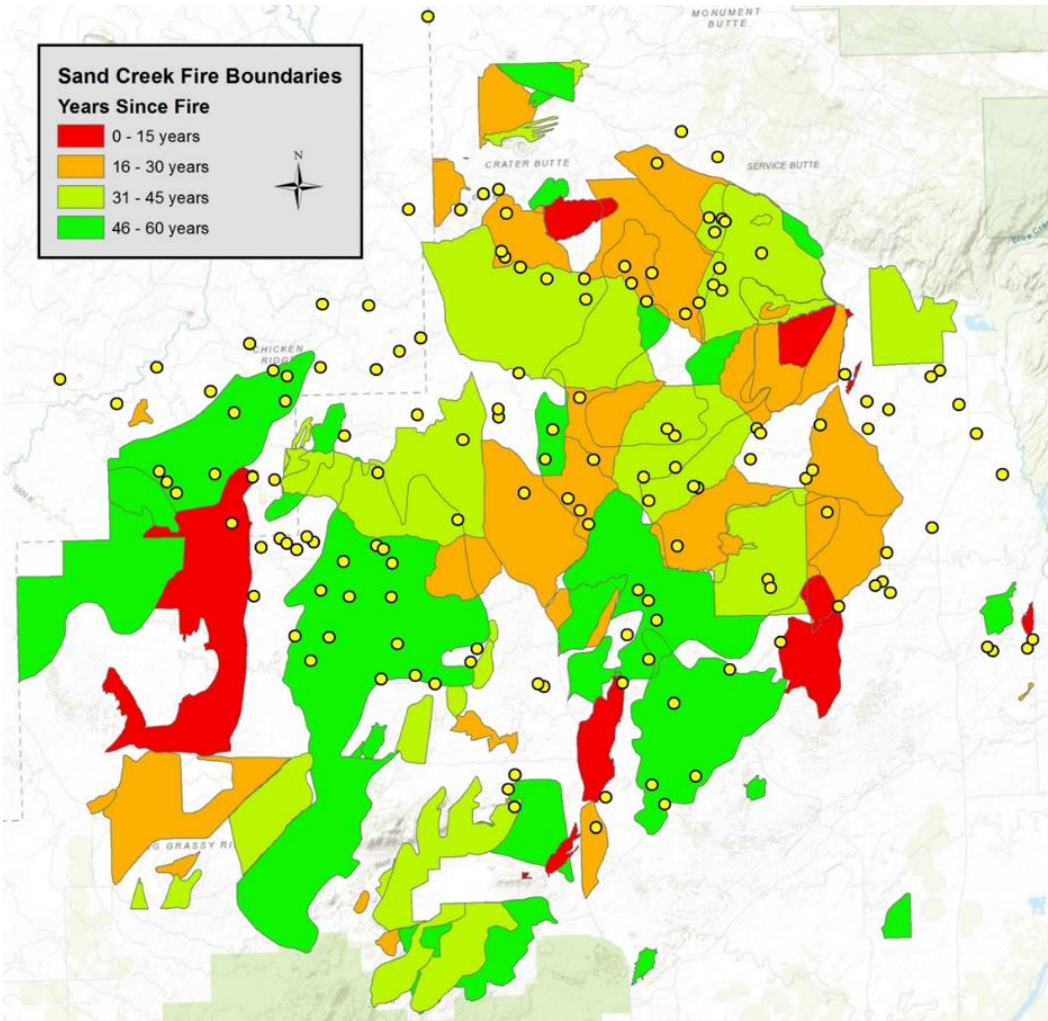 MONUMENT
BUTTE
Sand Creek Fire Boundaries
Years Since Fire
0 - 15 years
16 - 30 years
31 - 45 years
46 - 60 years
N
CRATER BUTTE
SERVICE BUTTE
CHICKEN
RIDGE
G GRASSY RI